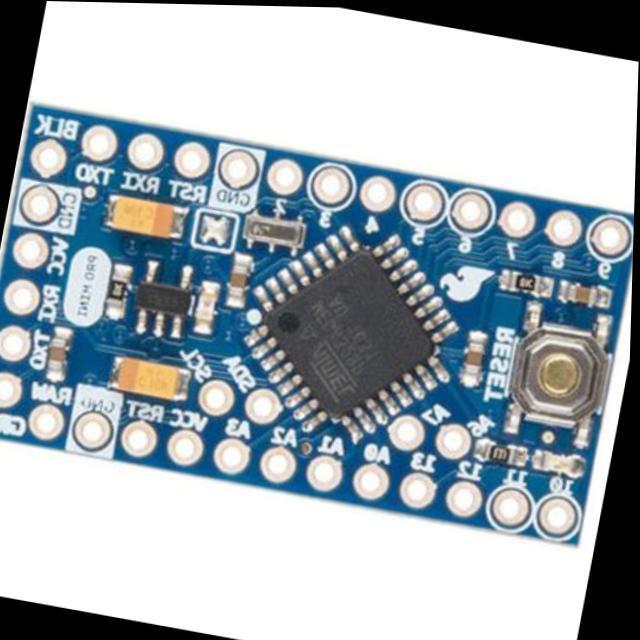 BLK
TXO RXI RST GND 2 3 4 5 6 7 8 9
GND
VCC
RXI
TXO
PRO MINI
SCL
SDA
RESET
A7
A6
RAW GND RST VCC A3 A2 A1 A0 13 12 11 10
ATMEL